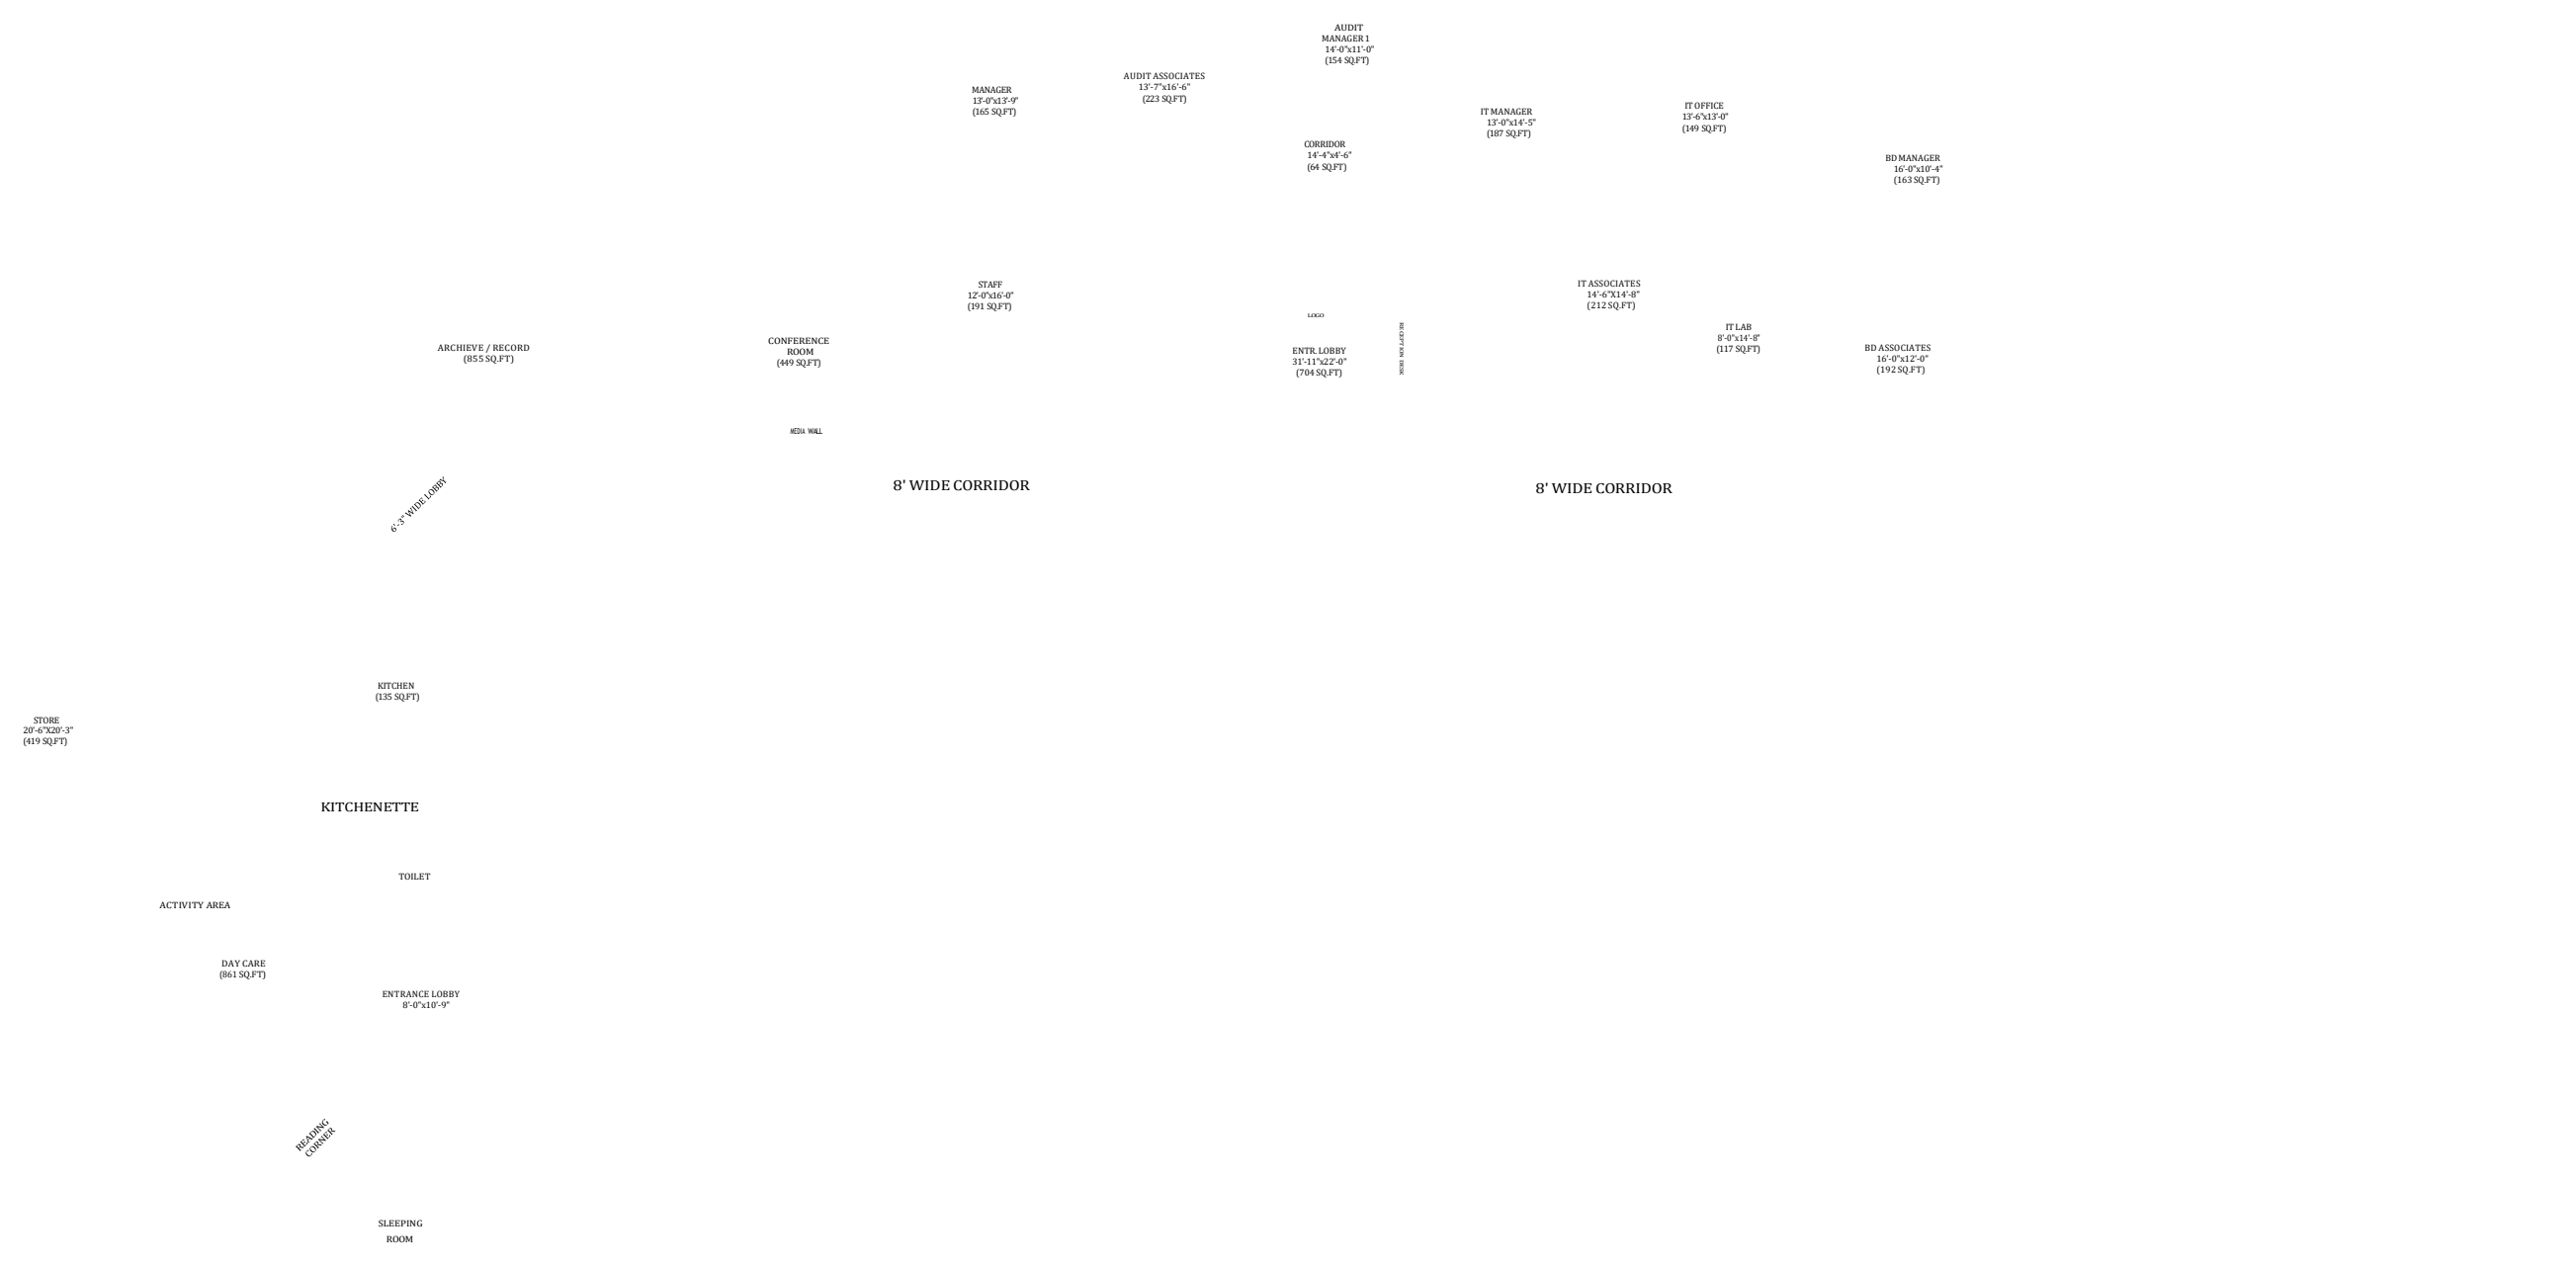 AUDIT
MANAGER 1
14'-0"x11'-0"
(154 SQ.FT)
AUDIT ASSOCIATES
13'-7"x16'-6"
(223 SQ.FT)
MANAGER
13'-0"x13'-9"
(165 SQ.FT)
IT MANAGER
13'-0"x14'-5"
(187 SQ.FT)
IT OFFICE
13'-6"x13'-0"
(149 SQ.FT)
CORRIDOR
14'-4"x4'-6"
(64 SQ.FT)
BD MANAGER
16'-0"x10'-4"
(163 SQ.FT)
STAFF
12'-0"x16'-0"
(191 SQ.FT)
IT ASSOCIATES
14'-6"X14'-8"
(212 SQ.FT)
LOGO
RECEPTION DESK
IT LAB
8'-0"x14'-8"
(117 SQ.FT)
ARCHIEVE / RECORD
(855 SQ.FT)
CONFERENCE
ROOM
(449 SQ.FT)
ENTR. LOBBY
31'-11"x22'-0"
(704 SQ.FT)
BD ASSOCIATES
16'-0"x12'-0"
(192 SQ.FT)
MEDIA WALL
8' WIDE CORRIDOR
8' WIDE CORRIDOR
6'-3" WIDE LOBBY
KITCHEN
(135 SQ.FT)
STORE
20'-6"X20'-3"
(419 SQ.FT)
KITCHENETTE
TOILET
ACTIVITY AREA
DAY CARE
(861 SQ.FT)
ENTRANCE LOBBY
8'-0"x10'-9"
READING
CORNER
SLEEPING
ROOM